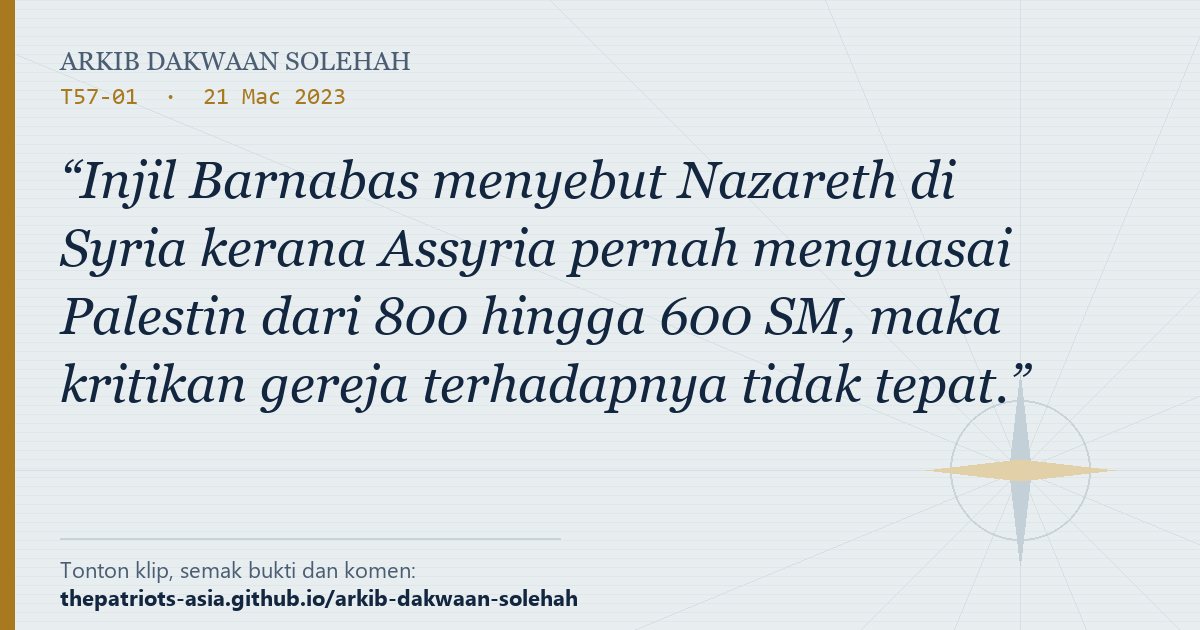 ARKIB DAKWAAN SOLEHAH
T57-01 · 21 Mac 2023
“Injil Barnabas menyebut Nazareth di
Syria kerana Assyria pernah menguasai
Palestin dari 800 hingga 600 SM, maka
kritikan gereja terhadapnya tidak tepat.”
Tonton klip, semak bukti dan komen:
thepatriots-asia.github.io/arkib-dakwaan-solehah